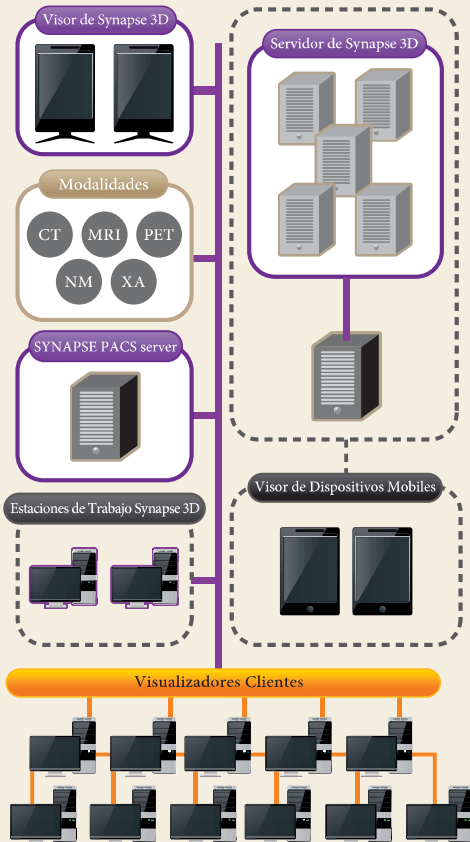 Visor de Synapse 3D
Servidor de Synapse 3D
Modalidades
CT
MRI
PET
NM
XA
SYNAPSE PACS server
Estaciones de Trabajo Synapse 3D
Visor de Dispositivos Mobiles
Visualizadores Clientes